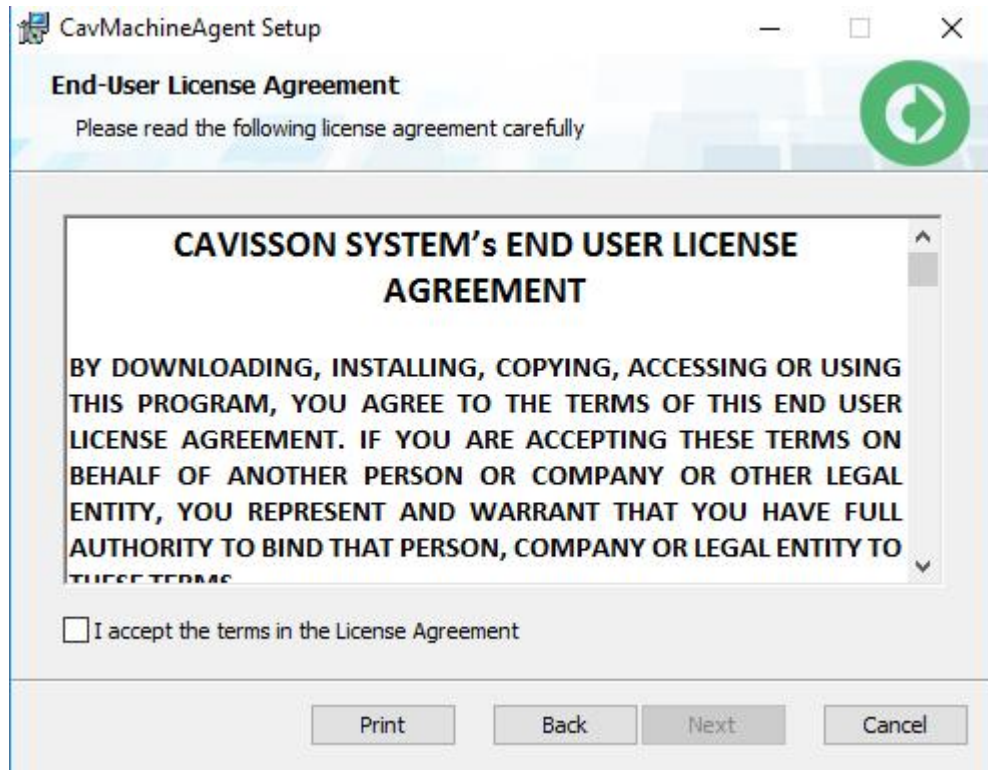 CavMachineAgent Setup
End-User License Agreement
Please read the following license agreement carefully
CAVISSON SYSTEM's END USER LICENSE
AGREEMENT
BY DOWNLOADING, INSTALLING, COPYING, ACCESSING OR USING
THIS PROGRAM, YOU AGREE TO THE TERMS OF THIS END USER
LICENSE AGREEMENT. IF YOU ARE ACCEPTING THESE TERMS ON
BEHALF OF ANOTHER PERSON OR COMPANY OR OTHER LEGAL
ENTITY, YOU REPRESENT AND WARRANT THAT YOU HAVE FULL
AUTHORITY TO BIND THAT PERSON, COMPANY OR LEGAL ENTITY TO
THESE TERMS
I accept the terms in the License Agreement
Print Back Next Cancel